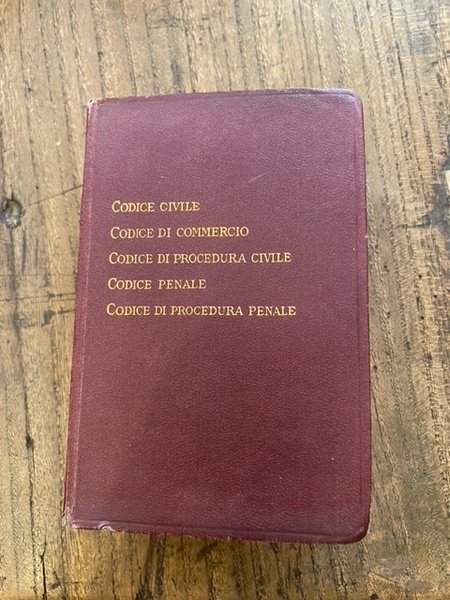 CODICE CIVILE
CODICE DI COMMERCIO
CODICE DI PROCEDURA CIVILE
CODICE PENALE
CODICE DI PROCEDURA PENALE